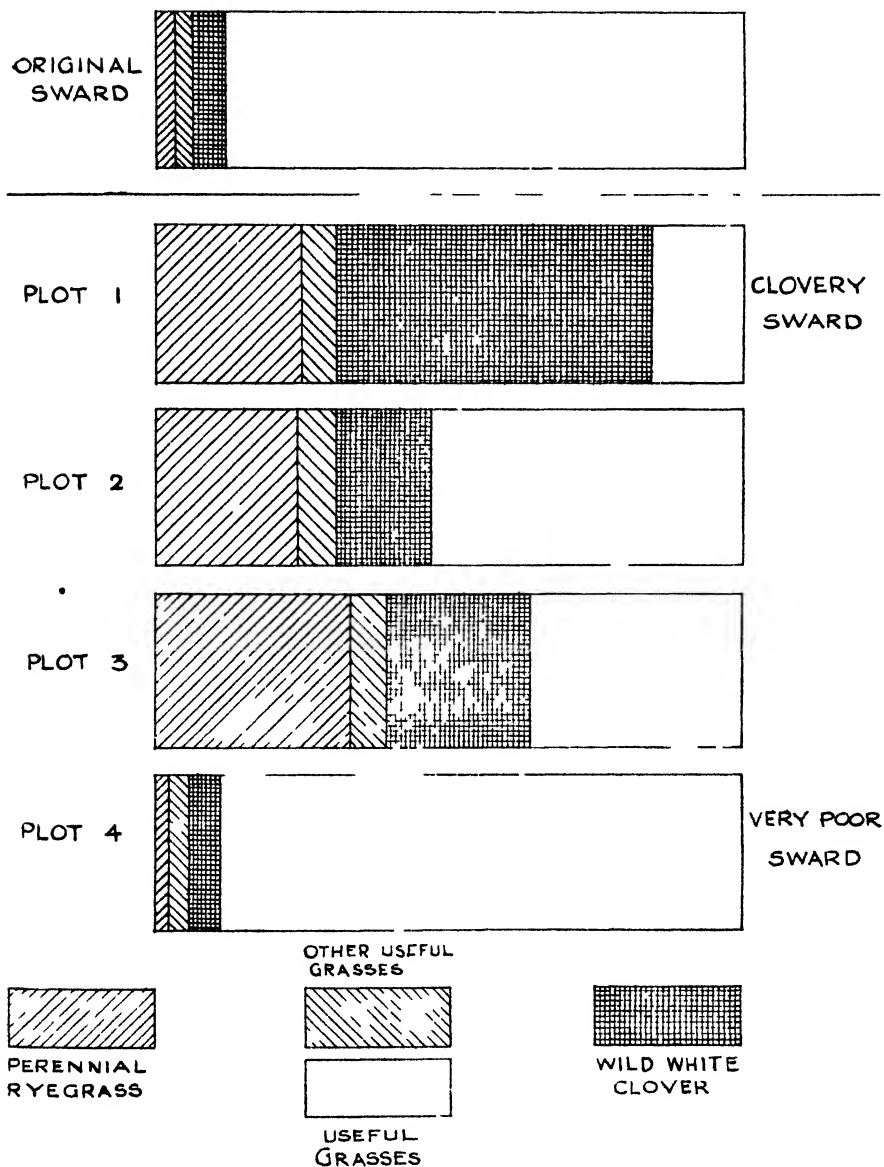 ORIGINAL
SWARD
PLOT 1
CLOVERY
SWARD
PLOT 2
PLOT 3
PLOT 4
VERY POOR
SWARD
OTHER USEFUL
GRASSES
PERENNIAL
RYEGRASS
WILD WHITE
CLOVER
USEFUL
GRASSES